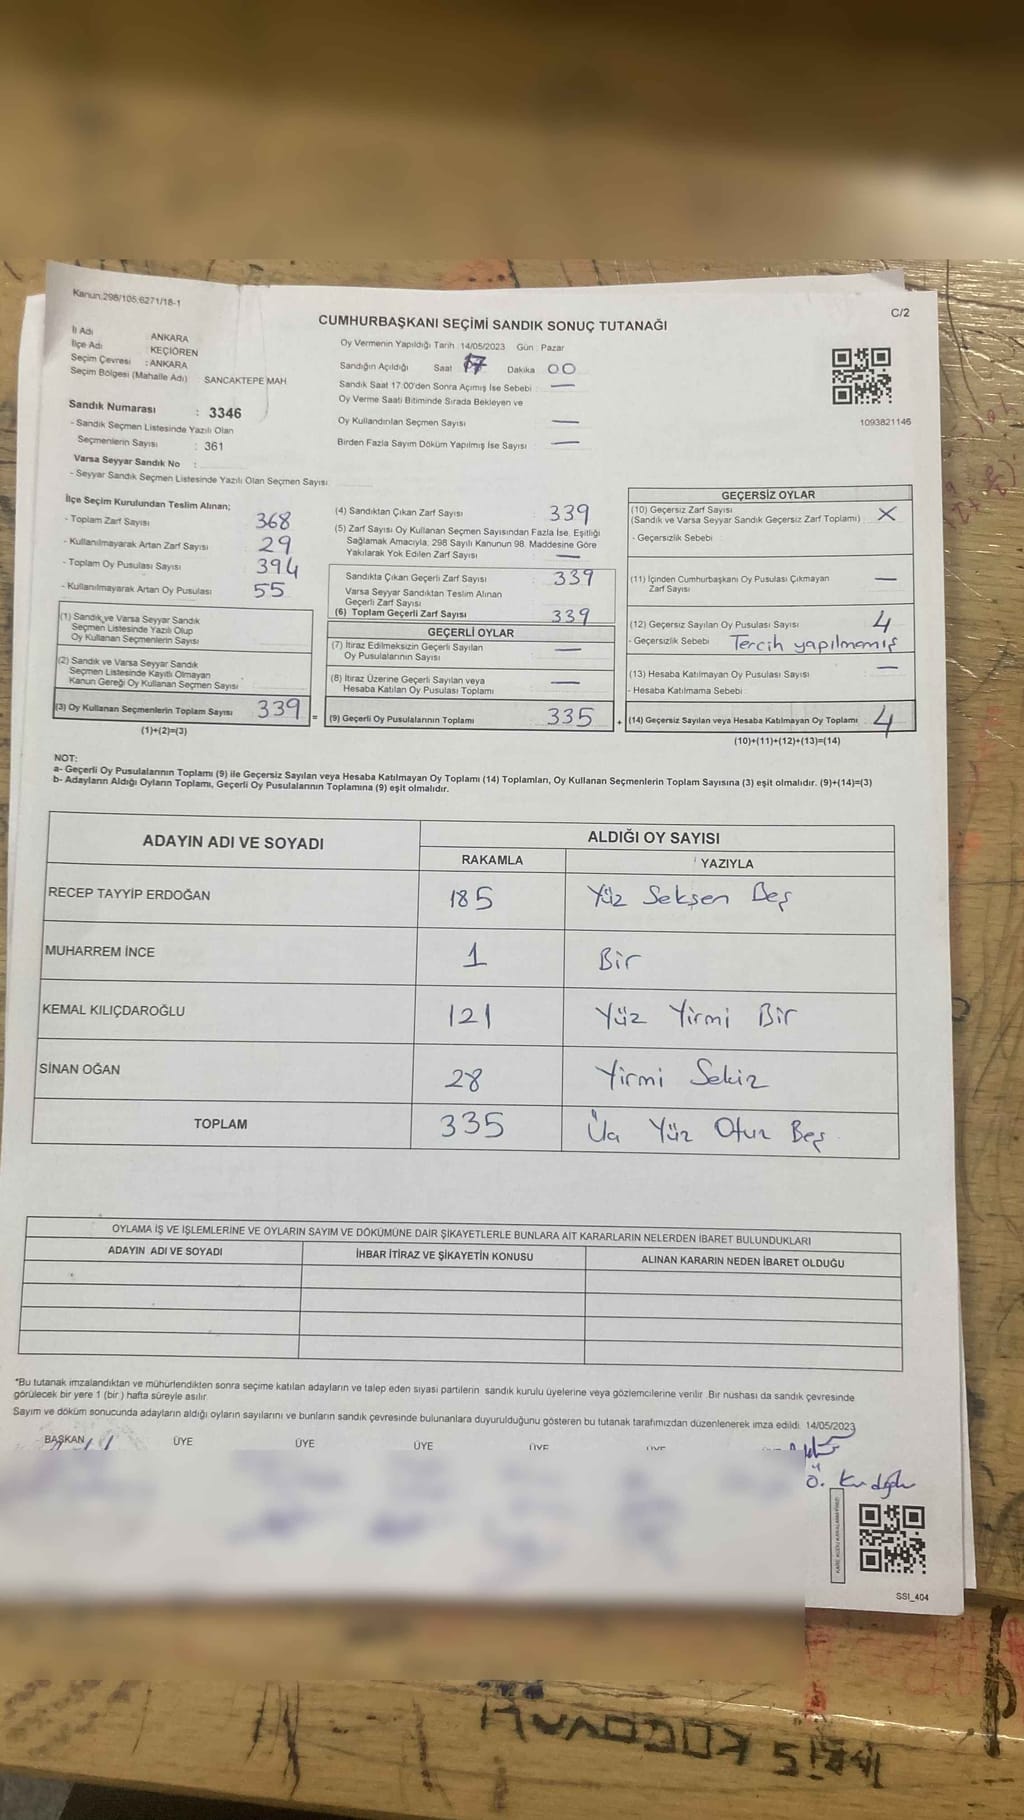 Kanun:298/105,6271/18-1
C/2
CUMHURBAŞKANI SEÇİMİ SANDIK SONUÇ TUTANAĞI
İl Adı : ANKARA
İlçe Adı : KEÇİÖREN
Seçim Çevresi : ANKARA
Seçim Bölgesi (Mahalle Adı) SANCAKTEPE MAH
Sandık Numarası : 3346
- Sandık Seçmen Listesinde Yazılı Olan
Seçmenlerin Sayısı : 361
Varsa Seyyar Sandık No :
- Seyyar Sandık Seçmen Listesinde Yazılı Olan Seçmen Sayısı
Oy Vermenin Yapıldığı Tarih : 14/05/2023 Gün : Pazar
Sandığın Açıldığı Saat 17 Dakika 00
Sandık Saat 17:00'den Sonra Açımış İse Sebebi —
Oy Verme Saati Bitiminde Sırada Bekleyen ve
Oy Kullandırılan Seçmen Sayısı —
Birden Fazla Sayım Döküm Yapılmış İse Sayısı —
1093821146
İlçe Seçim Kurulundan Teslim Alınan;
- Toplam Zarf Sayısı 368
- Kullanılmayarak Artan Zarf Sayısı 29
- Toplam Oy Pusulası Sayısı 394
- Kullanılmayarak Artan Oy Pusulası 55
(1) Sandık ve Varsa Seyyar Sandık
Seçmen Listesinde Yazılı Olup
Oy Kullanan Seçmenlerin Sayısı
(2) Sandık ve Varsa Seyyar Sandık
Seçmen Listesinde Kayıtlı Olmayan
Kanun Gereği Oy Kullanan Seçmen Sayısı
(3) Oy Kullanan Seçmenlerin Toplam Sayısı 339 =
(1)+(2)=(3)
(4) Sandıktan Çıkan Zarf Sayısı 339
(5) Zarf Sayısı Oy Kullanan Seçmen Sayısından Fazla İse, Eşitliği
Sağlamak Amacıyla, 298 Sayılı Kanunun 98. Maddesine Göre
Yakılarak Yok Edilen Zarf Sayısı —
Sandıkta Çıkan Geçerli Zarf Sayısı 339
Varsa Seyyar Sandıktan Teslim Alınan
Geçerli Zarf Sayısı
(6) Toplam Geçerli Zarf Sayısı 339
GEÇERLİ OYLAR
(7) İtiraz Edilmeksizin Geçerli Sayılan
Oy Pusulalarının Sayısı —
(8) İtiraz Üzerine Geçerli Sayılan veya
Hesaba Katılan Oy Pusulası Toplamı —
(9) Geçerli Oy Pusulalarının Toplamı 335 +
GEÇERSİZ OYLAR
(10) Geçersiz Zarf Sayısı
(Sandık ve Varsa Seyyar Sandık Geçersiz Zarf Toplamı) X
- Geçersizlik Sebebi
(11) İçinden Cumhurbaşkanı Oy Pusulası Çıkmayan
Zarf Sayısı —
(12) Geçersiz Sayılan Oy Pusulası Sayısı 4
- Geçersizlik Sebebi Tercih yapılmamış
(13) Hesaba Katılmayan Oy Pusulası Sayısı —
- Hesaba Katılmama Sebebi
(14) Geçersiz Sayılan veya Hesaba Katılmayan Oy Toplamı 4
(10)+(11)+(12)+(13)=(14)
NOT:
a- Geçerli Oy Pusulalarının Toplamı (9) ile Geçersiz Sayılan veya Hesaba Katılmayan Oy Toplamı (14) Toplamları, Oy Kullanan Seçmenlerin Toplam Sayısına (3) eşit olmalıdır. (9)+(14)=(3)
b- Adayların Aldığı Oyların Toplamı, Geçerli Oy Pusulalarının Toplamına (9) eşit olmalıdır.
ADAYIN ADI VE SOYADI ALDIĞI OY SAYISI
RAKAMLA YAZIYLA
RECEP TAYYİP ERDOĞAN 185 Yüz Seksen Beş
MUHARREM İNCE 1 Bir
KEMAL KILIÇDAROĞLU 121 Yüz Yirmi Bir
SİNAN OĞAN 28 Yirmi Sekiz
TOPLAM 335 Üç Yüz Otuz Beş
OYLAMA İŞ VE İŞLEMLERİNE VE OYLARIN SAYIM VE DÖKÜMÜNE DAİR ŞİKAYETLERLE BUNLARA AİT KARARLARIN NELERDEN İBARET BULUNDUKLARI
ADAYIN ADI VE SOYADI İHBAR İTİRAZ VE ŞİKAYETİN KONUSU ALINAN KARARIN NEDEN İBARET OLDUĞU
*Bu tutanak imzalandıktan ve mühürlendikten sonra seçime katılan adayların ve talep eden siyasi partilerin sandık kurulu üyelerine veya gözlemcilerine verilir. Bir nüshası da sandık çevresinde
görülecek bir yere 1 (bir ) hafta süreyle asılır.
Sayım ve döküm sonucunda adayların aldığı oyların sayılarını ve bunların sandık çevresinde bulunanlara duyurulduğunu gösteren bu tutanak tarafımızdan düzenlenerek imza edildi. 14/05/2023
BAŞKAN ÜYE ÜYE ÜYE ÜYE ÜYE
SSI_404